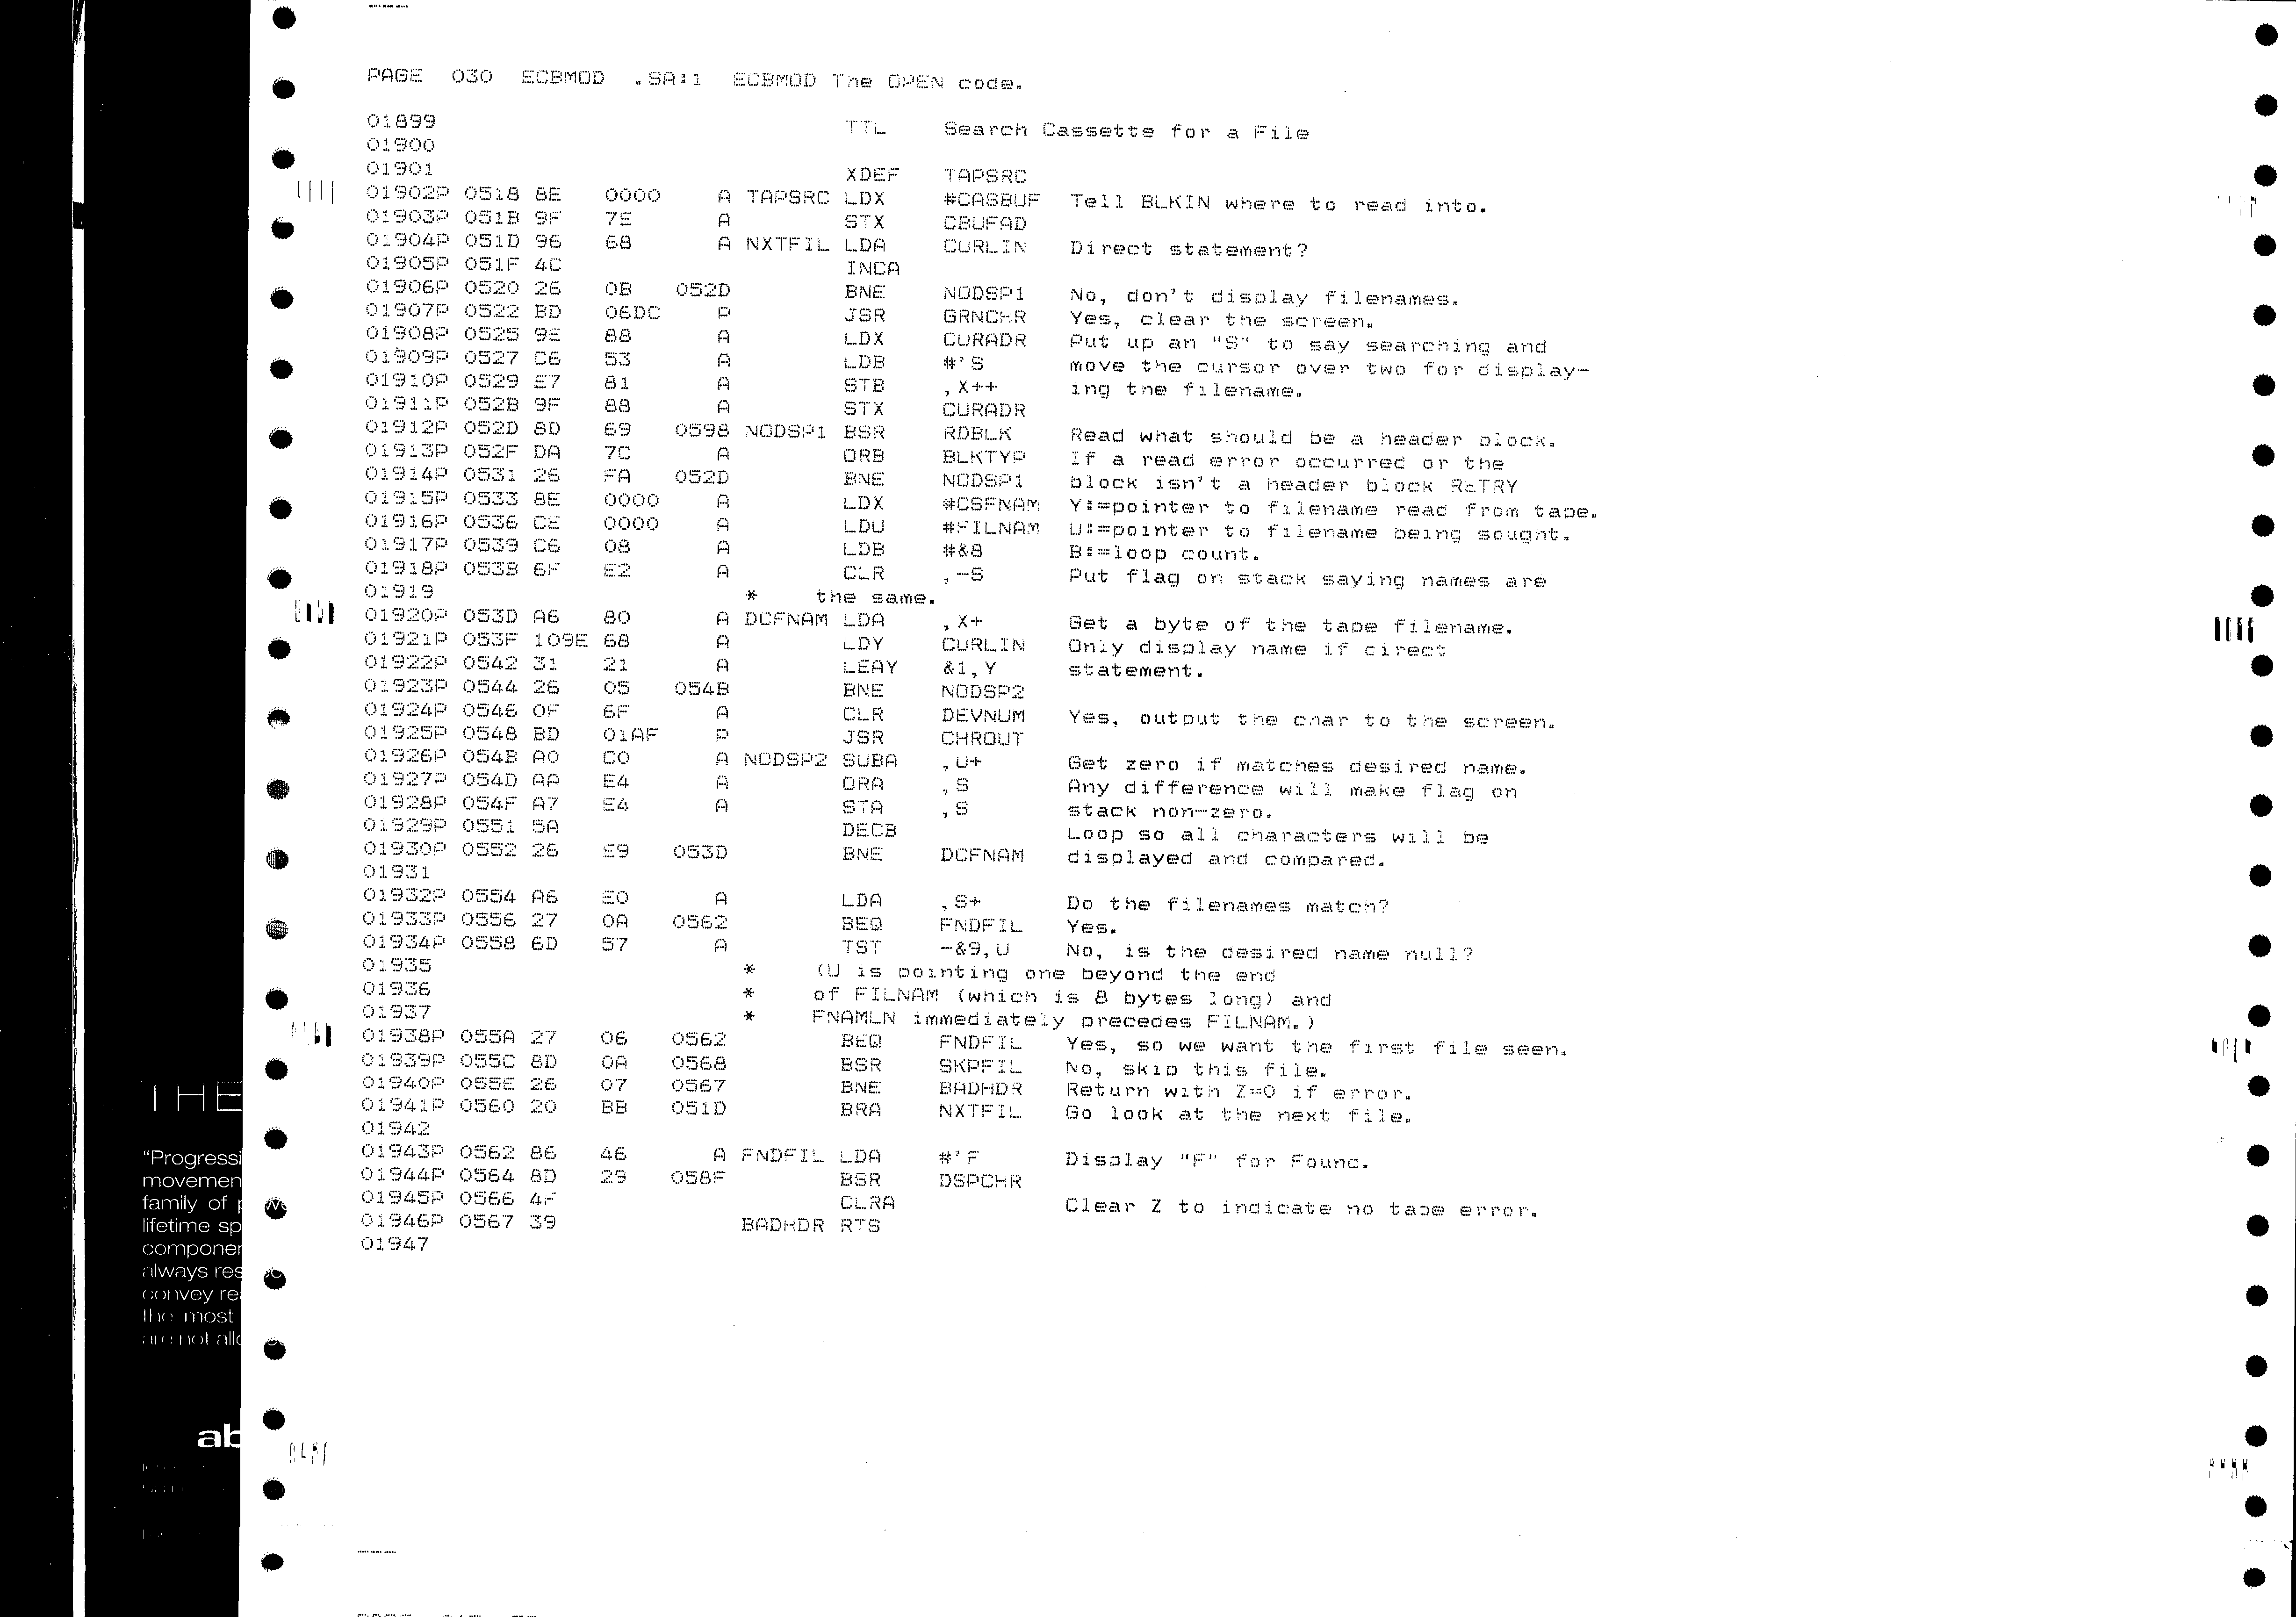 PAGE  030  ECBMOD  .SA:1  ECBMOD The OPEN code.
01899 TTL Search Cassette for a File
01900
01901 XDEF TAPSRC
01902P 0518 8E 0000 A TAPSRC LDX #CASBUF Tell BLKIN where to read into.
01903P 051B 9F 7E A STX CBUFAD
01904P 051D 96 68 A NXTFIL LDA CURLIN Direct statement?
01905P 051F 4C INCA
01906P 0520 26 0B 052D BNE NODSP1 No, don't display filenames.
01907P 0522 BD 06DC P JSR GRNCHR Yes, clear the screen.
01908P 0525 9E 88 A LDX CURADR Put up an "S" to say searching and
01909P 0527 C6 53 A LDB #'S move the cursor over two for display-
01910P 0529 E7 81 A STB ,X++ ing the filename.
01911P 052B 9F 88 A STX CURADR
01912P 052D 8D 69 0598 NODSP1 BSR RDBLK Read what should be a header block.
01913P 052F DA 7C A ORB BLKTYP If a read error occurred or the
01914P 0531 26 FA 052D BNE NODSP1 block isn't a header block RETRY
01915P 0533 8E 0000 A LDX #CSFNAM Y:=pointer to filename read from tape.
01916P 0536 CE 0000 A LDU #FILNAM U:=pointer to filename being sought.
01917P 0539 C6 08 A LDB #&8 B:=loop count.
01918P 053B 6F E2 A CLR ,-S Put flag on stack saying names are
01919 * the same.
01920P 053D A6 80 A DCFNAM LDA ,X+ Get a byte of the tape filename.
01921P 053F 109E 68 A LDY CURLIN Only display name if direct
01922P 0542 31 21 A LEAY &1,Y statement.
01923P 0544 26 05 054B BNE NODSP2
01924P 0546 0F 6F A CLR DEVNUM Yes, output the char to the screen.
01925P 0548 BD 01AF P JSR CHROUT
01926P 054B A0 C0 A NODSP2 SUBA ,U+ Get zero if matches desired name.
01927P 054D AA E4 A ORA ,S Any difference will make flag on
01928P 054F A7 E4 A STA ,S stack non-zero.
01929P 0551 5A DECB Loop so all characters will be
01930P 0552 26 E9 053D BNE DCFNAM displayed and compared.
01931
01932P 0554 A6 E0 A LDA ,S+ Do the filenames match?
01933P 0556 27 0A 0562 BEQ FNDFIL Yes.
01934P 0558 6D 57 A TST -&9,U No, is the desired name null?
01935 * (U is pointing one beyond the end
01936 * of FILNAM (which is 8 bytes long) and
01937 * FNAMLN immediately precedes FILNAM.)
01938P 055A 27 06 0562 BEQ FNDFIL Yes, so we want the first file seen.
01939P 055C 8D 0A 0568 BSR SKPFIL No, skip this file.
01940P 055E 26 07 0567 BNE BADHDR Return with Z=0 if error.
01941P 0560 20 BB 051D BRA NXTFIL Go look at the next file.
01942
01943P 0562 86 46 A FNDFIL LDA #'F Display "F" for Found.
01944P 0564 8D 29 058F BSR DSPCHR
01945P 0566 4F CLRA Clear Z to indicate no tape error.
01946P 0567 39 BADHDR RTS
01947
THE
"Progressi
movemen
family of
lifetime sp
componen
always res
convey re
the most
are not allo
ab